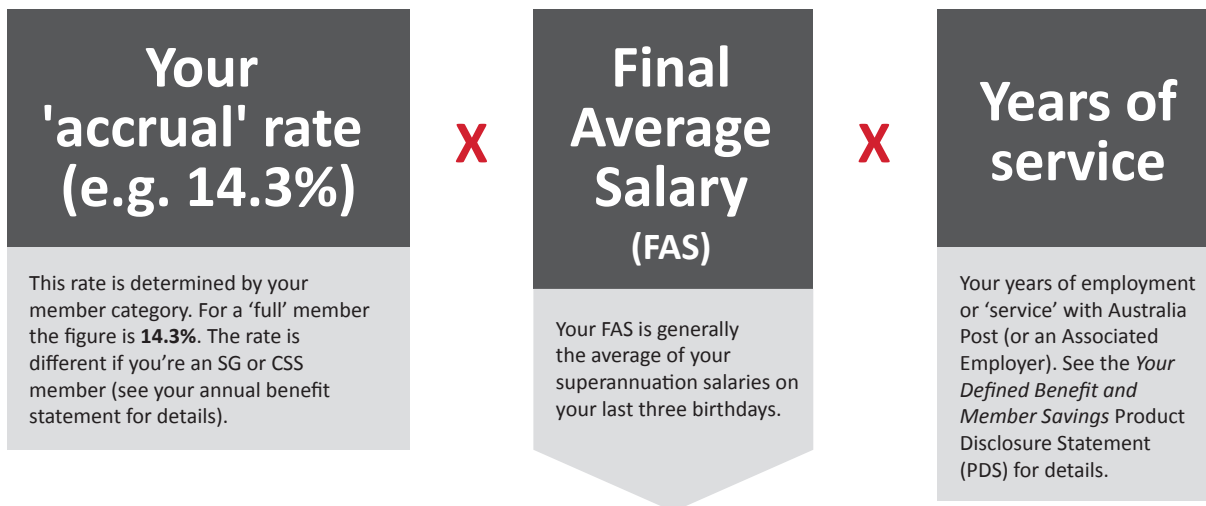 Your
'accrual' rate
(e.g. 14.3%)
This rate is determined by your
member category. For a ‘full’ member
the figure is 14.3%. The rate is
different if you’re an SG or CSS
member (see your annual benefit
statement for details).
X
Final
Average
Salary
(FAS)
Your FAS is generally
the average of your
superannuation salaries on
your last three birthdays.
X
Years of
service
Your years of employment
or ‘service’ with Australia
Post (or an Associated
Employer). See the Your
Defined Benefit and
Member Savings Product
Disclosure Statement
(PDS) for details.